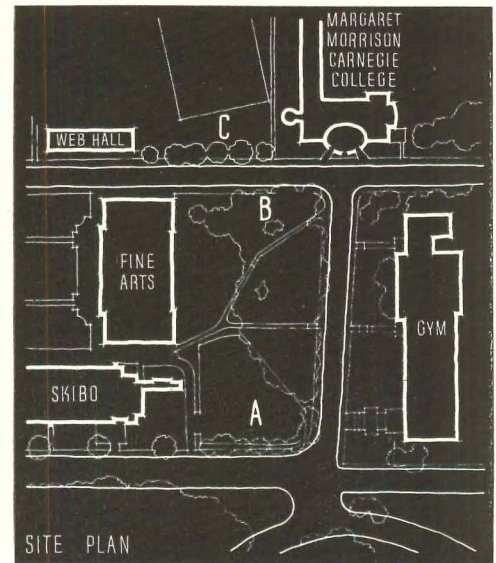 MARGARET
MORRISON
CARNEGIE
COLLEGE
C
WEB HALL
B
FINE
ARTS
GYM
SKIBO
A
SITE PLAN